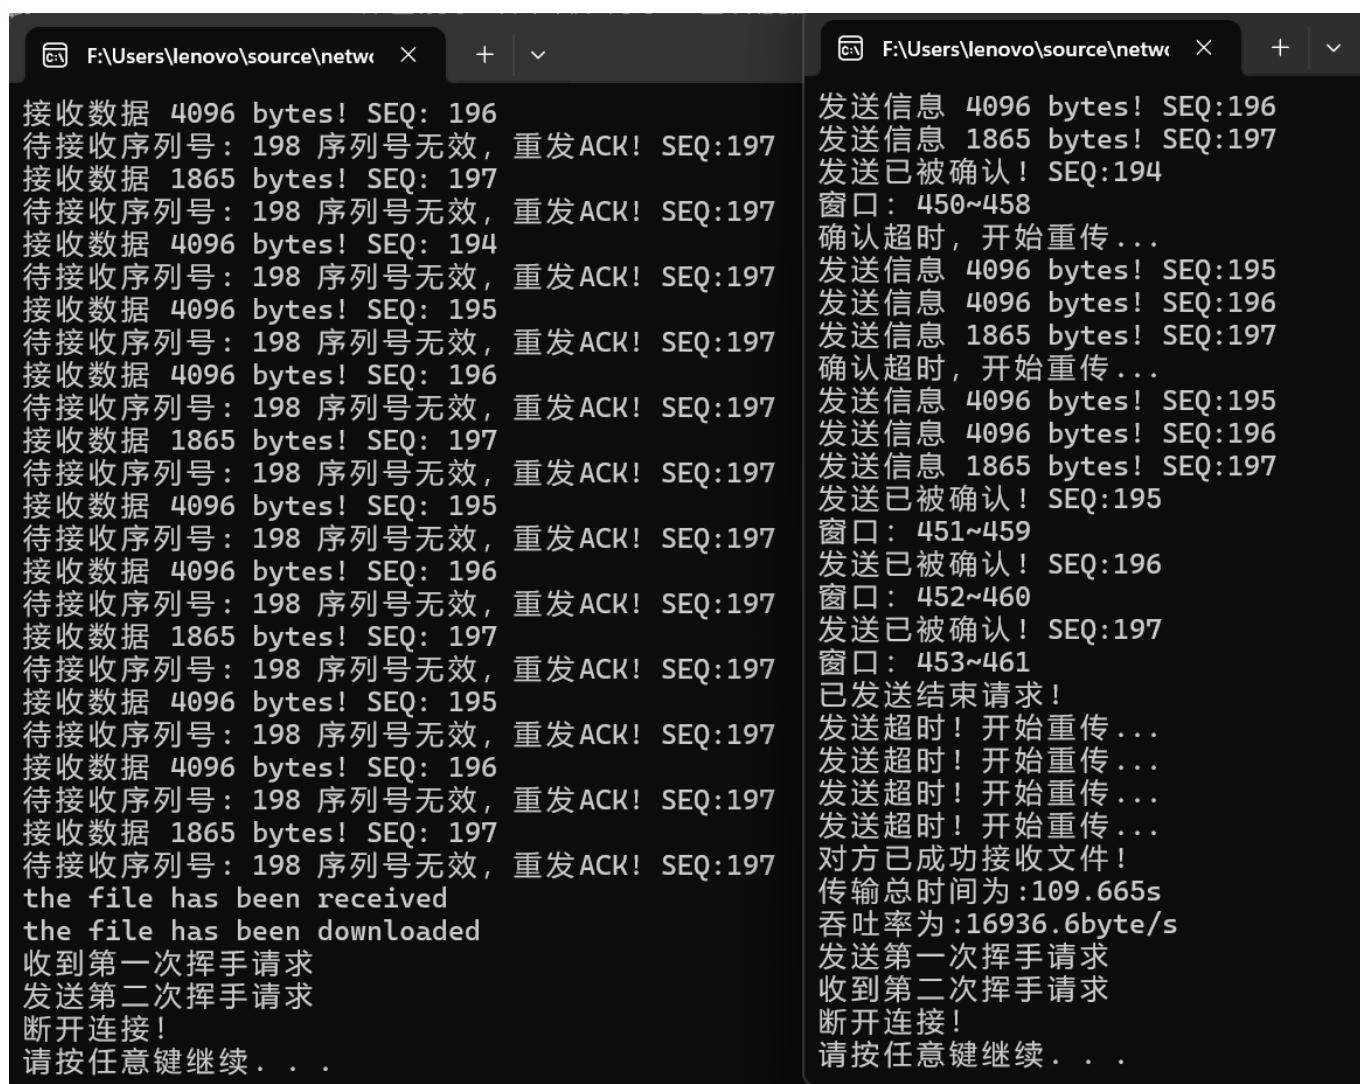 F:\Users\lenovo\source\netwo
接收数据 4096 bytes! SEQ: 196
待接收序列号: 198 序列号无效, 重发ACK! SEQ:197
接收数据 1865 bytes! SEQ: 197
待接收序列号: 198 序列号无效, 重发ACK! SEQ:197
接收数据 4096 bytes! SEQ: 194
待接收序列号: 198 序列号无效, 重发ACK! SEQ:197
接收数据 4096 bytes! SEQ: 195
待接收序列号: 198 序列号无效, 重发ACK! SEQ:197
接收数据 4096 bytes! SEQ: 196
待接收序列号: 198 序列号无效, 重发ACK! SEQ:197
接收数据 1865 bytes! SEQ: 197
待接收序列号: 198 序列号无效, 重发ACK! SEQ:197
接收数据 4096 bytes! SEQ: 195
待接收序列号: 198 序列号无效, 重发ACK! SEQ:197
接收数据 4096 bytes! SEQ: 196
待接收序列号: 198 序列号无效, 重发ACK! SEQ:197
接收数据 1865 bytes! SEQ: 197
待接收序列号: 198 序列号无效, 重发ACK! SEQ:197
接收数据 4096 bytes! SEQ: 195
待接收序列号: 198 序列号无效, 重发ACK! SEQ:197
接收数据 4096 bytes! SEQ: 196
待接收序列号: 198 序列号无效, 重发ACK! SEQ:197
接收数据 1865 bytes! SEQ: 197
待接收序列号: 198 序列号无效, 重发ACK! SEQ:197
the file has been received
the file has been downloaded
收到第一次挥手请求
发送第二次挥手请求
断开连接!
请按任意键继续. . .
F:\Users\lenovo\source\netwo
发送信息 4096 bytes! SEQ:196
发送信息 1865 bytes! SEQ:197
发送已被确认! SEQ:194
窗口: 450~458
确认超时, 开始重传...
发送信息 4096 bytes! SEQ:195
发送信息 4096 bytes! SEQ:196
发送信息 1865 bytes! SEQ:197
确认超时, 开始重传...
发送信息 4096 bytes! SEQ:195
发送信息 4096 bytes! SEQ:196
发送信息 1865 bytes! SEQ:197
发送已被确认! SEQ:195
窗口: 451~459
发送已被确认! SEQ:196
窗口: 452~460
发送已被确认! SEQ:197
窗口: 453~461
已发送结束请求!
发送超时! 开始重传...
发送超时! 开始重传...
发送超时! 开始重传...
发送超时! 开始重传...
对方已成功接收文件!
传输总时间为:109.665s
吞吐率为:16936.6byte/s
发送第一次挥手请求
收到第二次挥手请求
断开连接!
请按任意键继续. . .